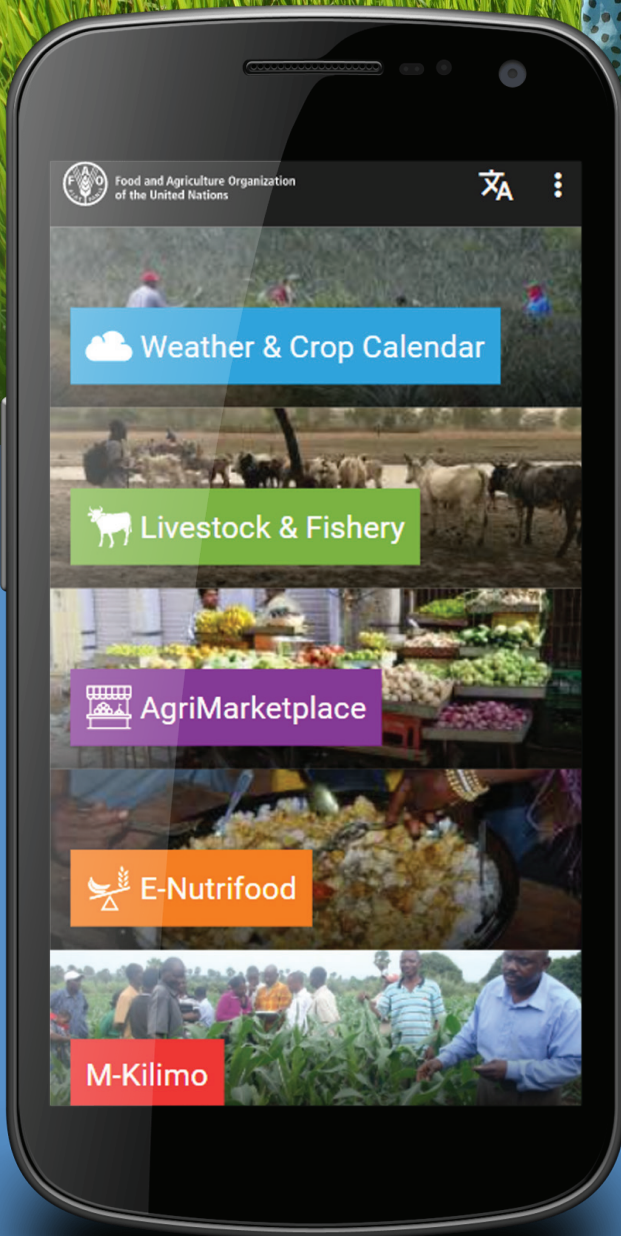 Food and Agriculture Organization
of the United Nations
Weather & Crop Calendar
Livestock & Fishery
AgriMarketplace
E-Nutrifood
M-Kilimo